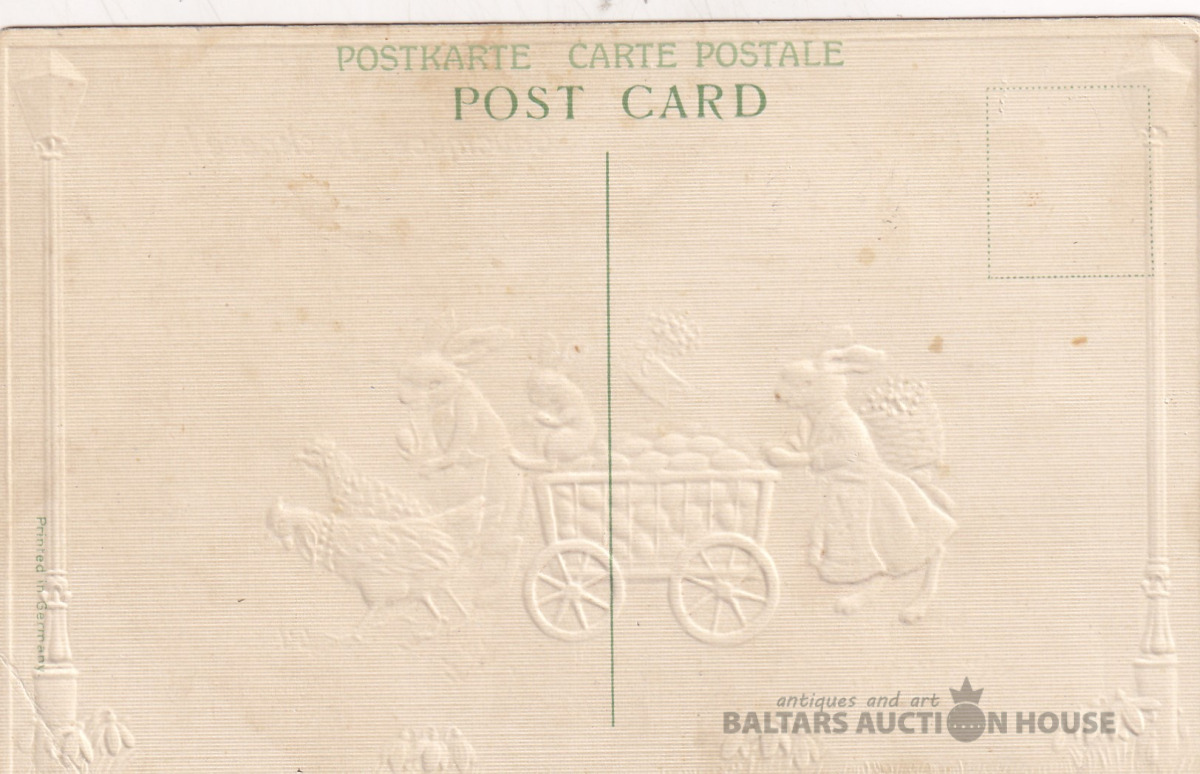 POSTKARTE CARTE POSTALE
POST CARD
Printed in Germany
antiques and art
BALTARS AUCTION HOUSE